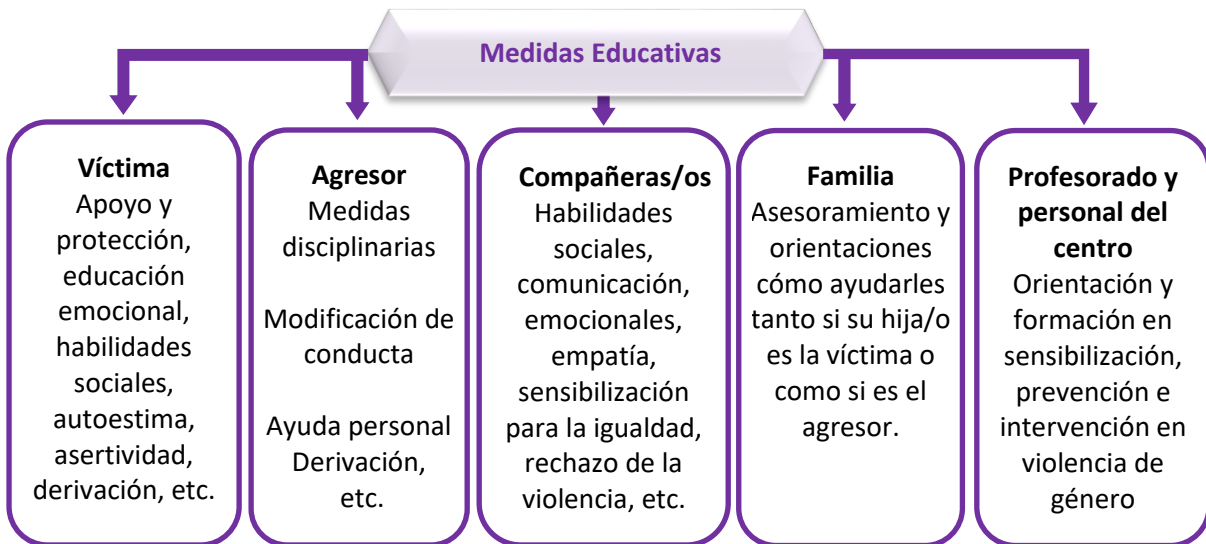 Medidas Educativas
Víctima
Apoyo y
protección,
educación
emocional,
habilidades
sociales,
autoestima,
asertividad,
derivación, etc.
Agresor
Medidas
disciplinarias
Modificación de
conducta
Ayuda personal
Derivación,
etc.
Compañeras/os
Habilidades
sociales,
comunicación,
emocionales,
empatía,
sensibilización
para la igualdad,
rechazo de la
violencia, etc.
Familia
Asesoramiento y
orientaciones
cómo ayudarles
tanto si su hija/o
es la víctima o
como si es el
agresor.
Profesorado y
personal del
centro
Orientación y
formación en
sensibilización,
prevención e
intervención en
violencia de
género